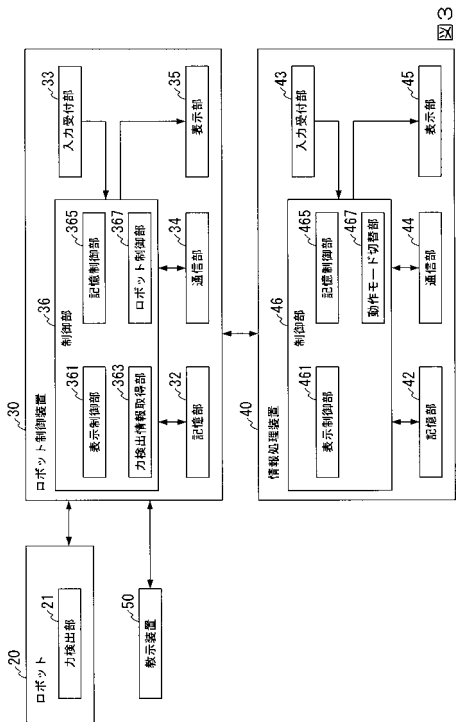 図3
20
ロボット
21
力検出部
50
教示装置
30
ロボット制御装置
36
制御部
361
表示制御部
363
力検出情報取得部
365
記憶制御部
367
ロボット制御部
32
記憶部
34
通信部
33
入力受付部
35
表示部
40
情報処理装置
46
制御部
461
表示制御部
465
記憶制御部
467
動作モード切替部
42
記憶部
44
通信部
43
入力受付部
45
表示部